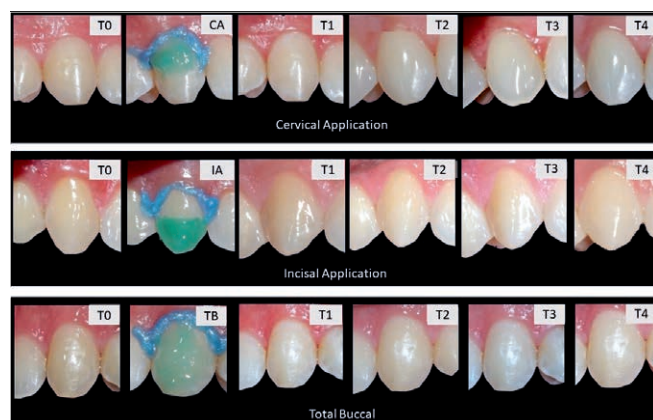 T0 CA T1 T2 T3 T4
Cervical Application
T0 IA T1 T2 T3 T4
Incisal Application
T0 TB T1 T2 T3 T4
Total Buccal